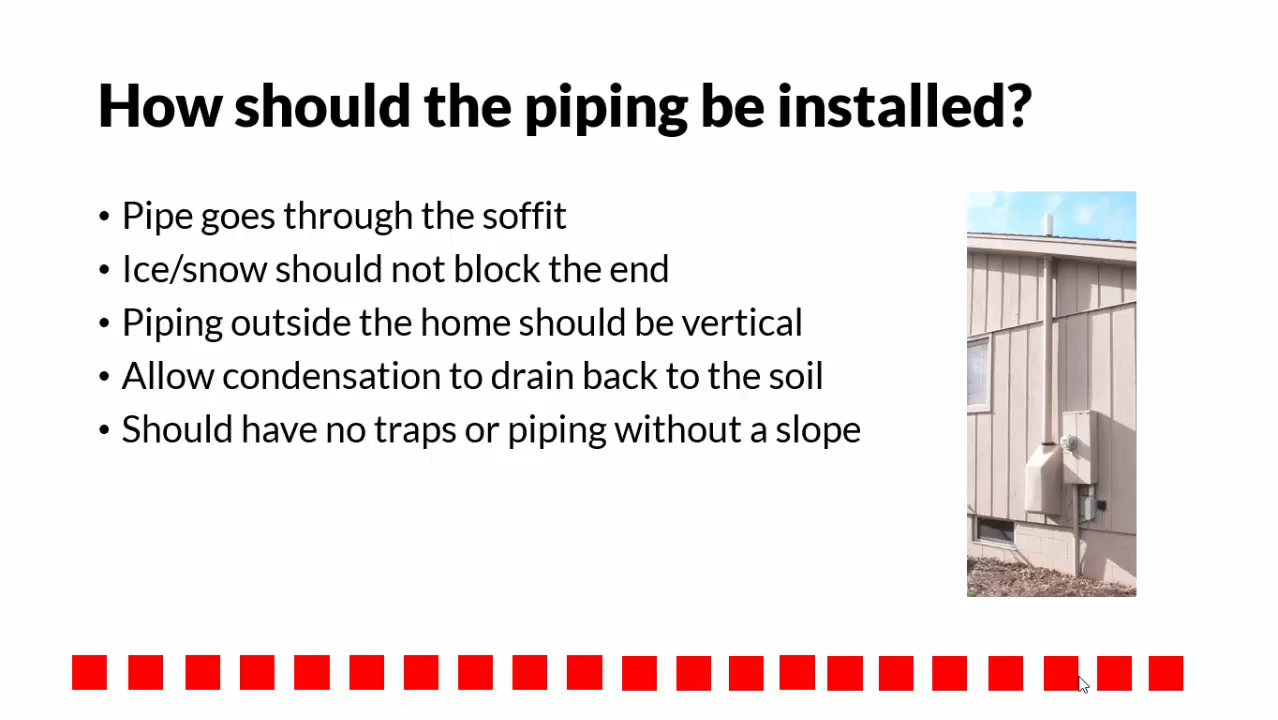 How should the piping be installed?
• Pipe goes through the soffit
• Ice/snow should not block the end
• Piping outside the home should be vertical
• Allow condensation to drain back to the soil
• Should have no traps or piping without a slope